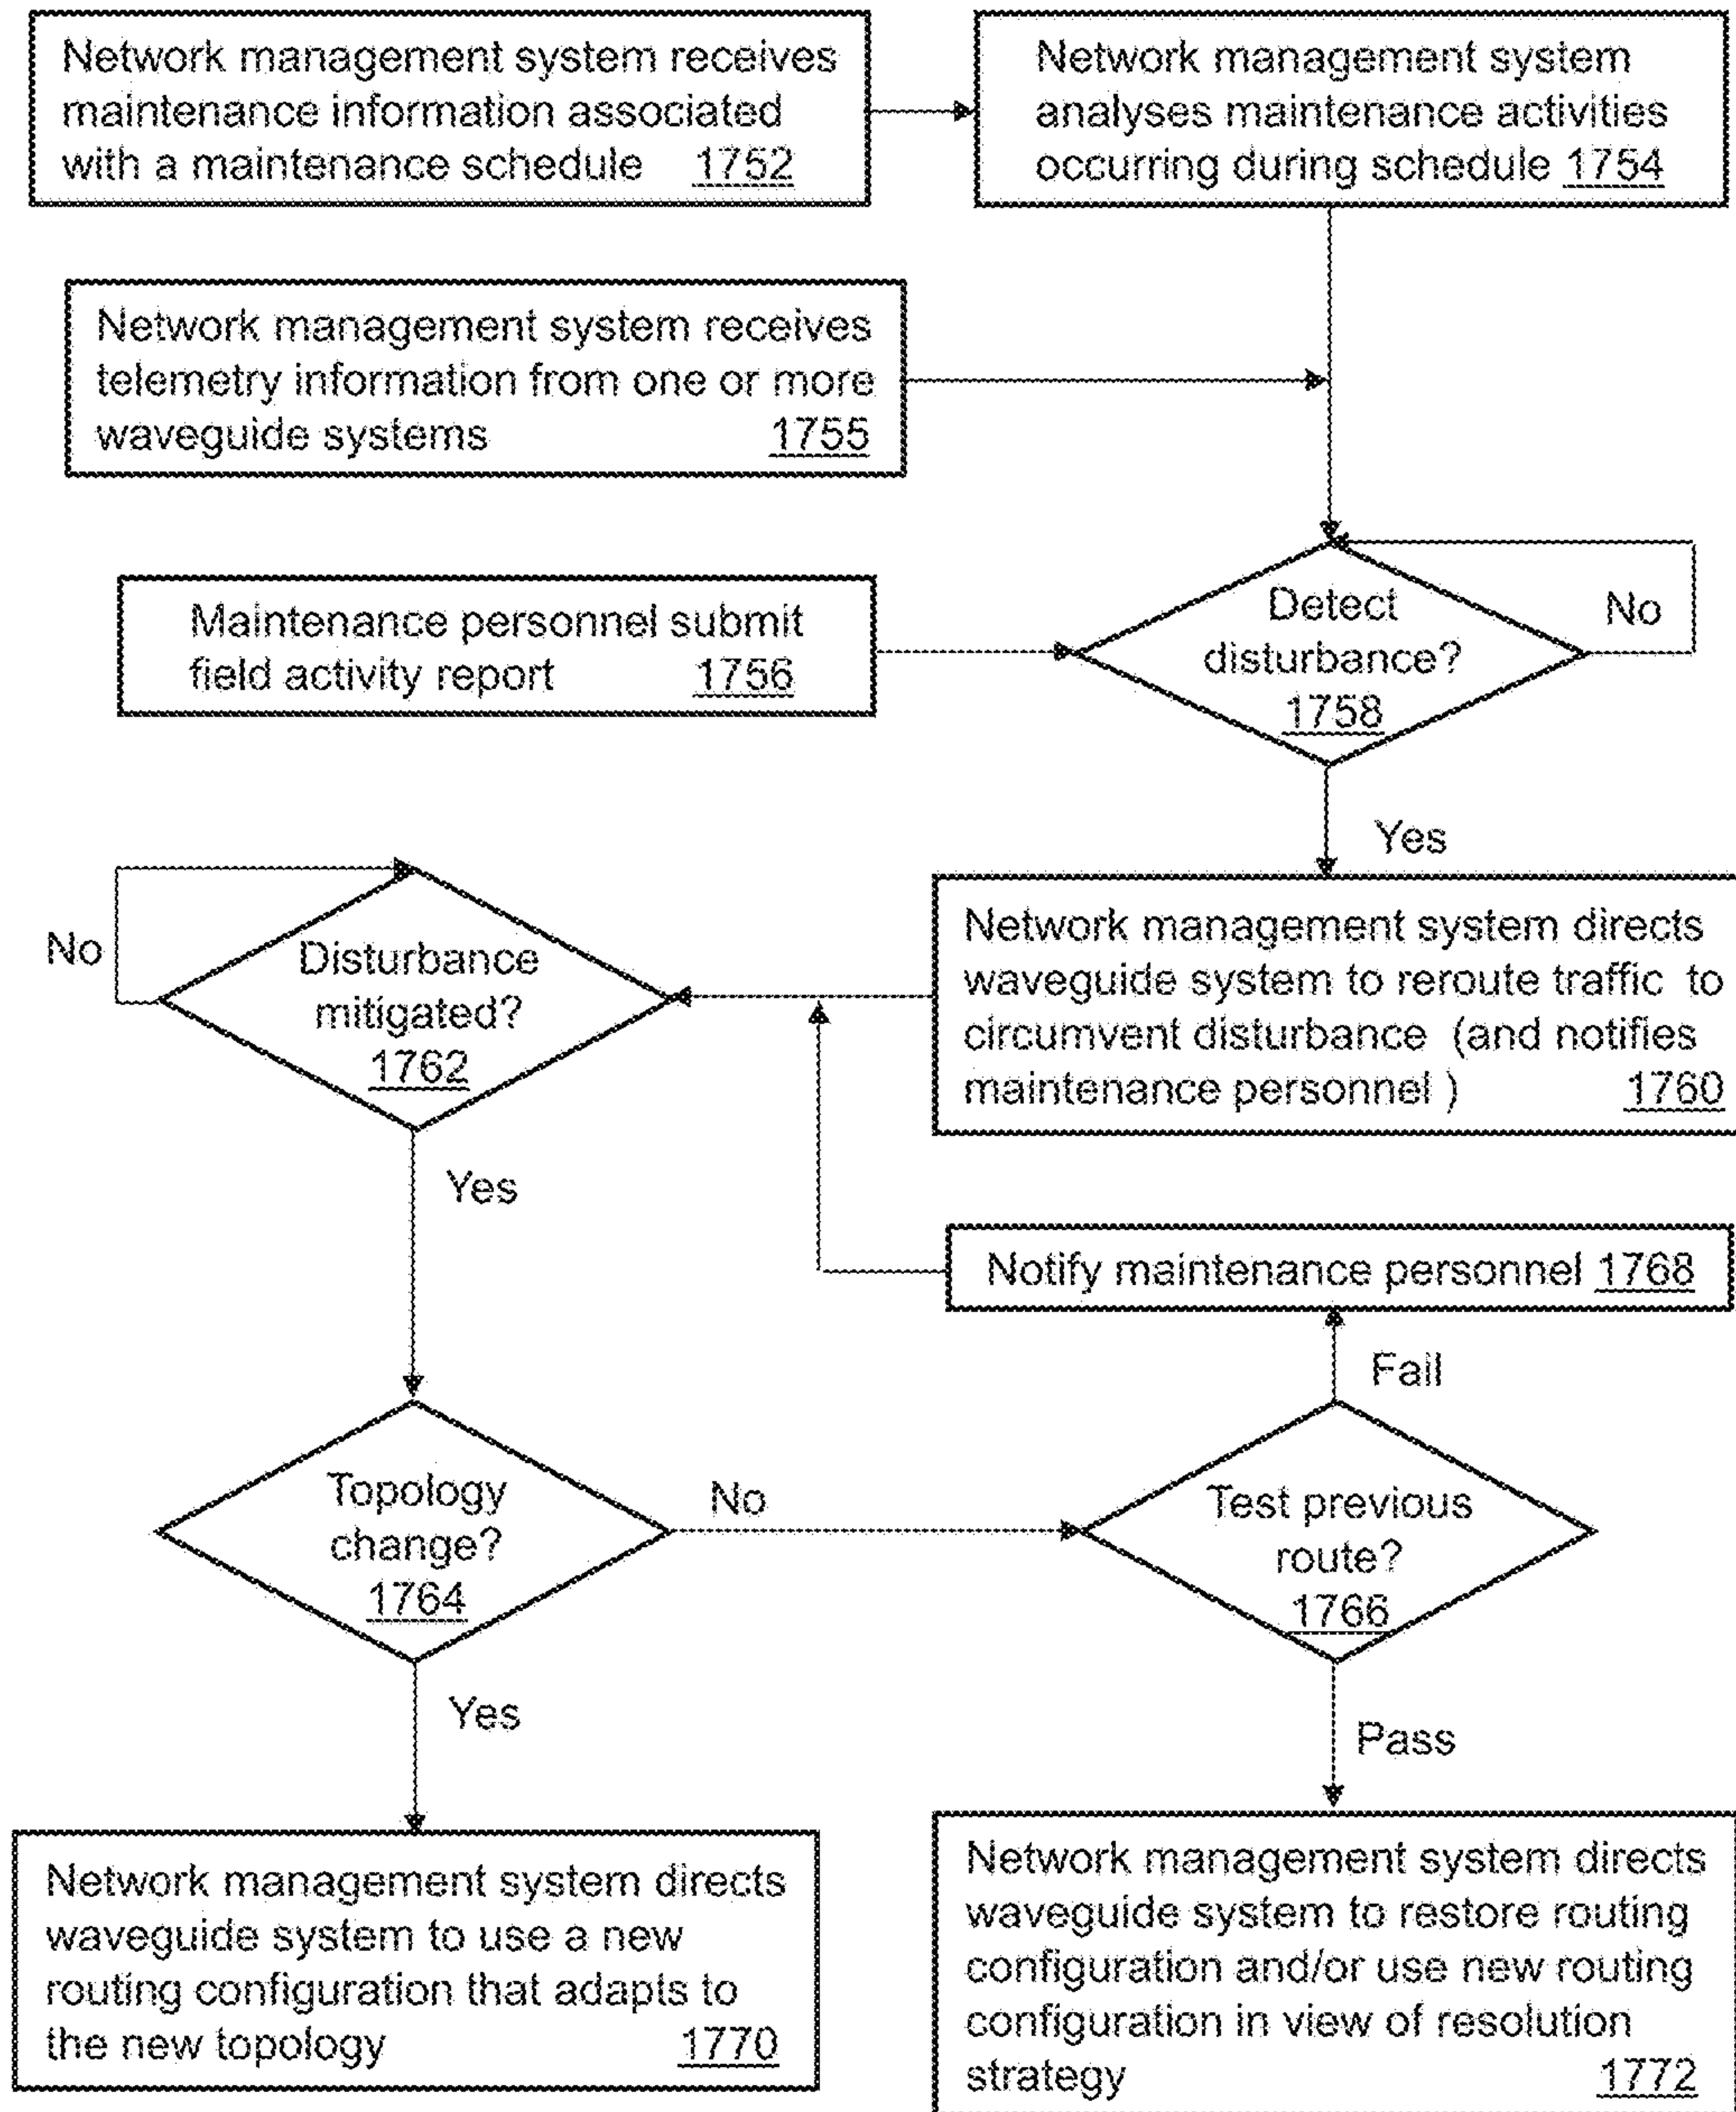 Network management system receives
maintenance information associated
with a maintenance schedule 1752
Network management system
analyses maintenance activities
occurring during schedule 1754
Network management system receives
telemetry information from one or more
waveguide systems 1755
Maintenance personnel submit
field activity report 1756
Detect
disturbance?
1758
No
Yes
Network management system directs
waveguide system to reroute traffic to
circumvent disturbance (and notifies
maintenance personnel ) 1760
No
Disturbance
mitigated?
1762
Yes
Notify maintenance personnel 1768
Fail
Topology
change?
1764
No
Test previous
route?
1766
Yes
Pass
Network management system directs
waveguide system to use a new
routing configuration that adapts to
the new topology 1770
Network management system directs
waveguide system to restore routing
configuration and/or use new routing
configuration in view of resolution
strategy 1772